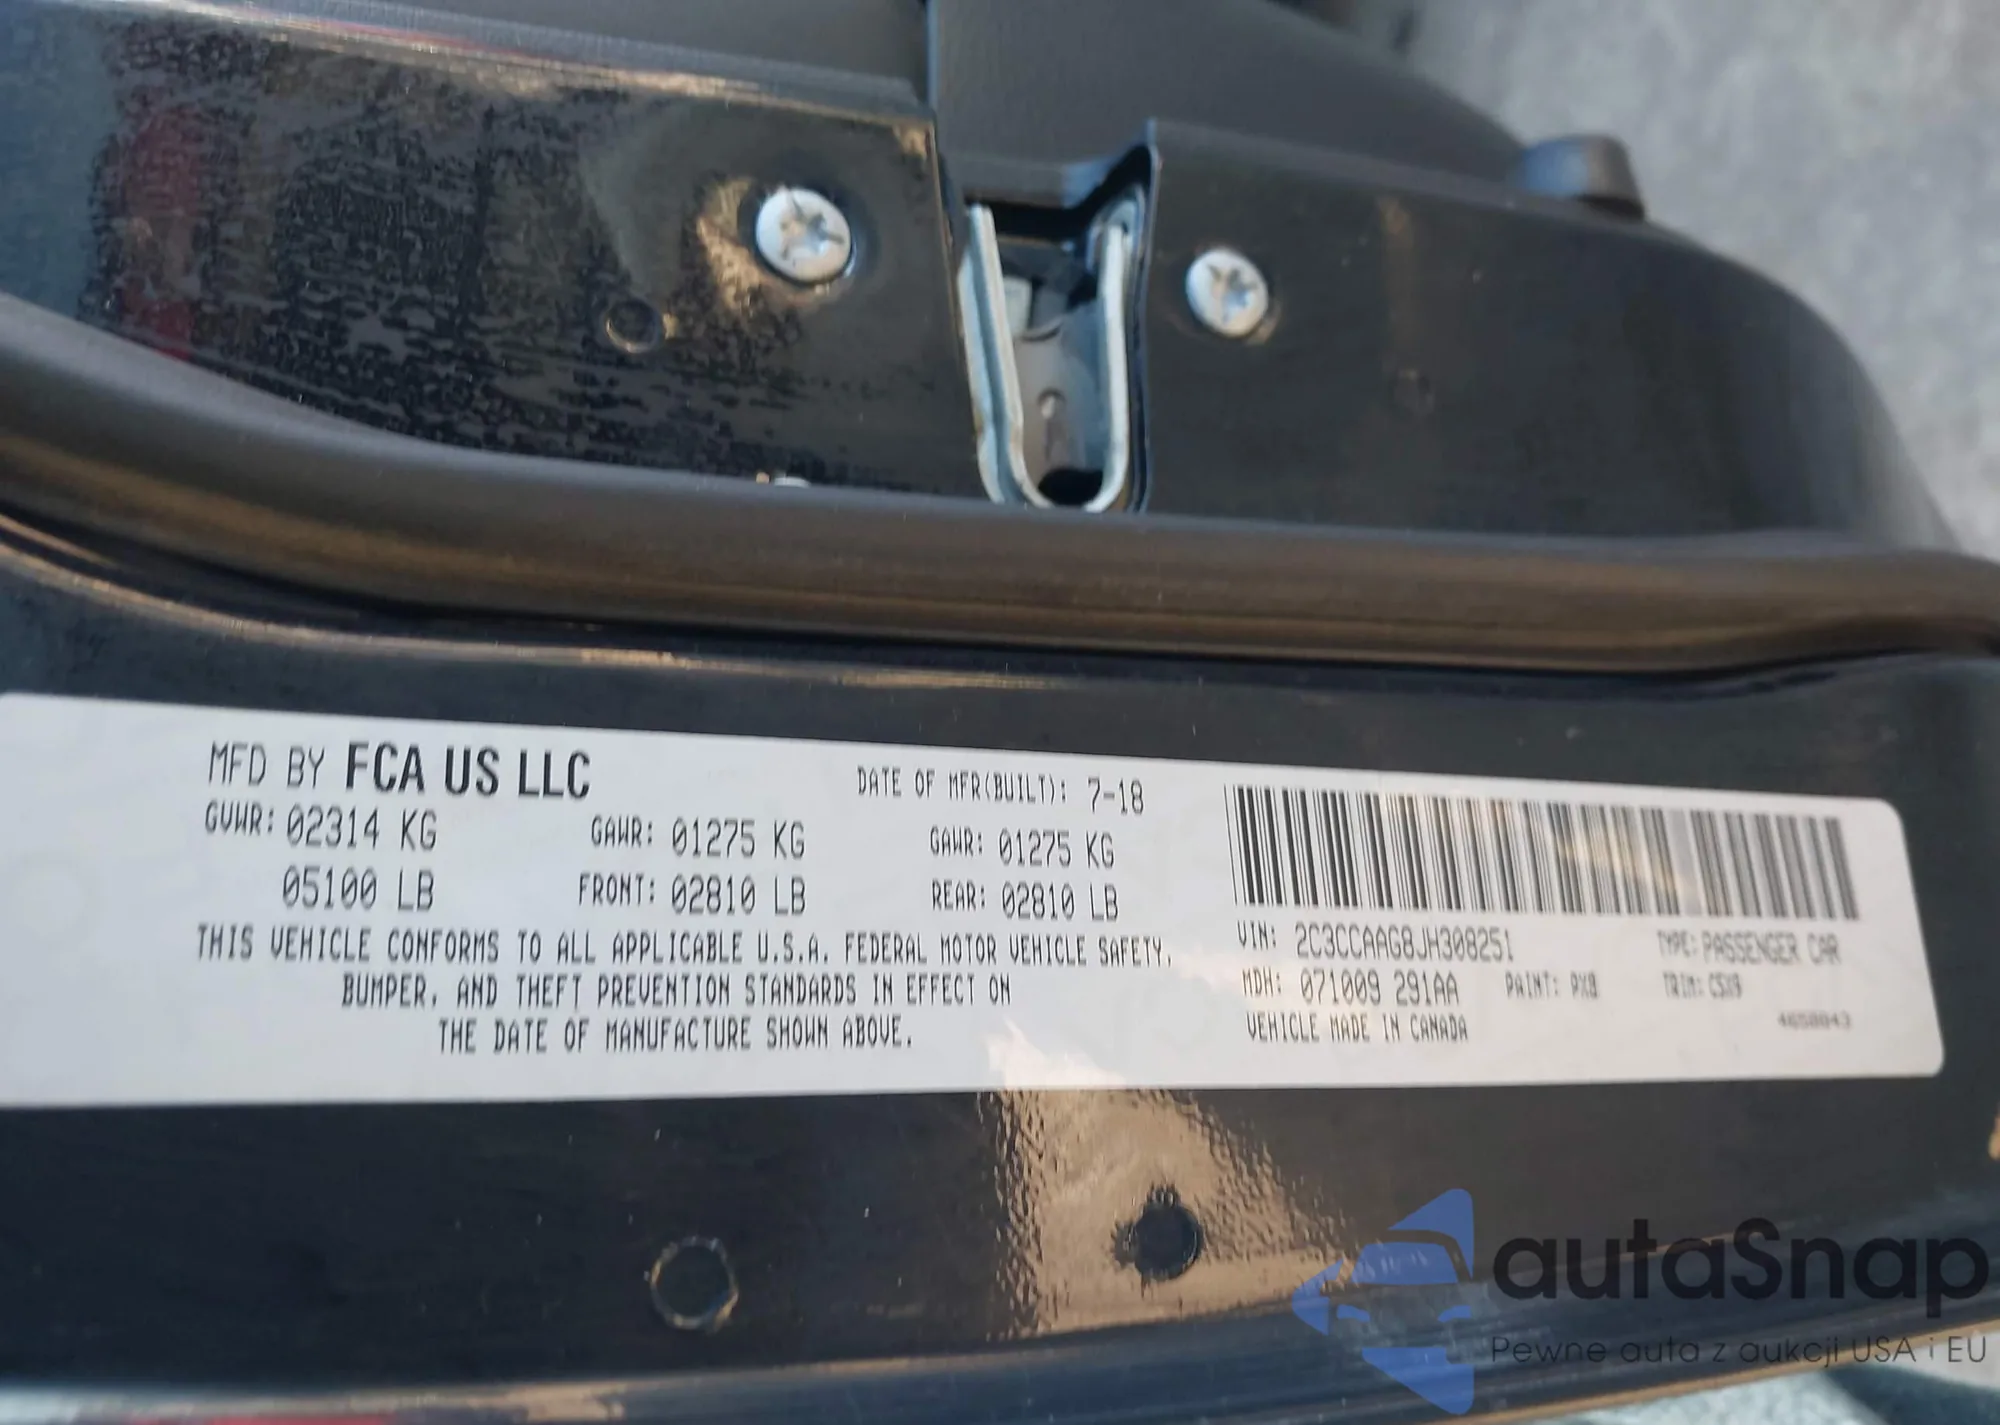 MFD BY FCA US LLC
DATE OF MFR(BUILT): 7-18
GVWR: 02314 KG GAWR: 01275 KG GAWR: 01275 KG
05100 LB FRONT: 02810 LB REAR: 02810 LB
THIS VEHICLE CONFORMS TO ALL APPLICABLE U.S.A. FEDERAL MOTOR VEHICLE SAFETY,
BUMPER, AND THEFT PREVENTION STANDARDS IN EFFECT ON
THE DATE OF MANUFACTURE SHOWN ABOVE.
VIN: 2C3CCAAG8JH308251 TYPE: PASSENGER CAR
MDH: 071009 291AA PAINT: PX8 TRIM: C5X9
VEHICLE MADE IN CANADA
autaSnap
Pewne auta z aukcji USA i EU